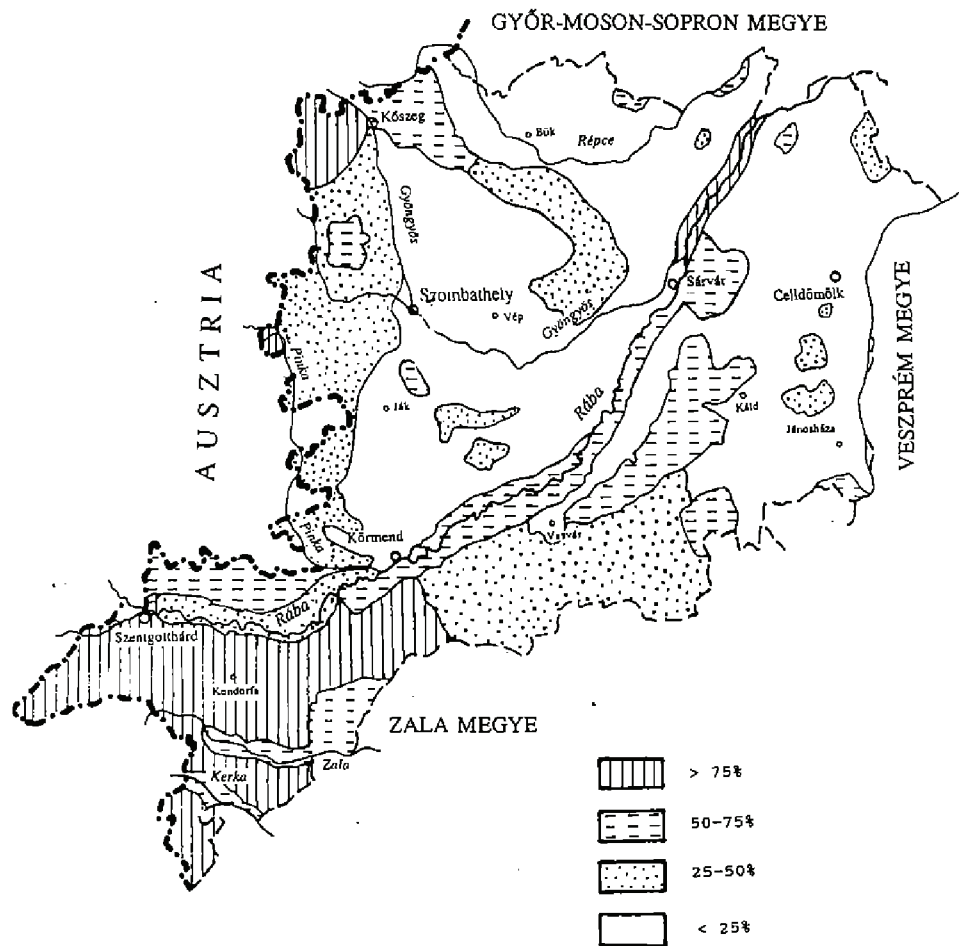 GYŐR-MOSON-SOPRON MEGYE
Kőszeg
Bük
Répce
Gyöngyös
AUSZTRIA
Szombathely
Vép
Gyöngyös
Sárvár
Celldömölk
Pinka
Ják
Rába
Káld
Jánosháza
VESZPRÉM MEGYE
Pinka
Körmend
Vasvár
Rába
Szentgotthárd
Kondorfa
ZALA MEGYE
Zala
Kerka
> 75%
50-75%
25-50%
< 25%